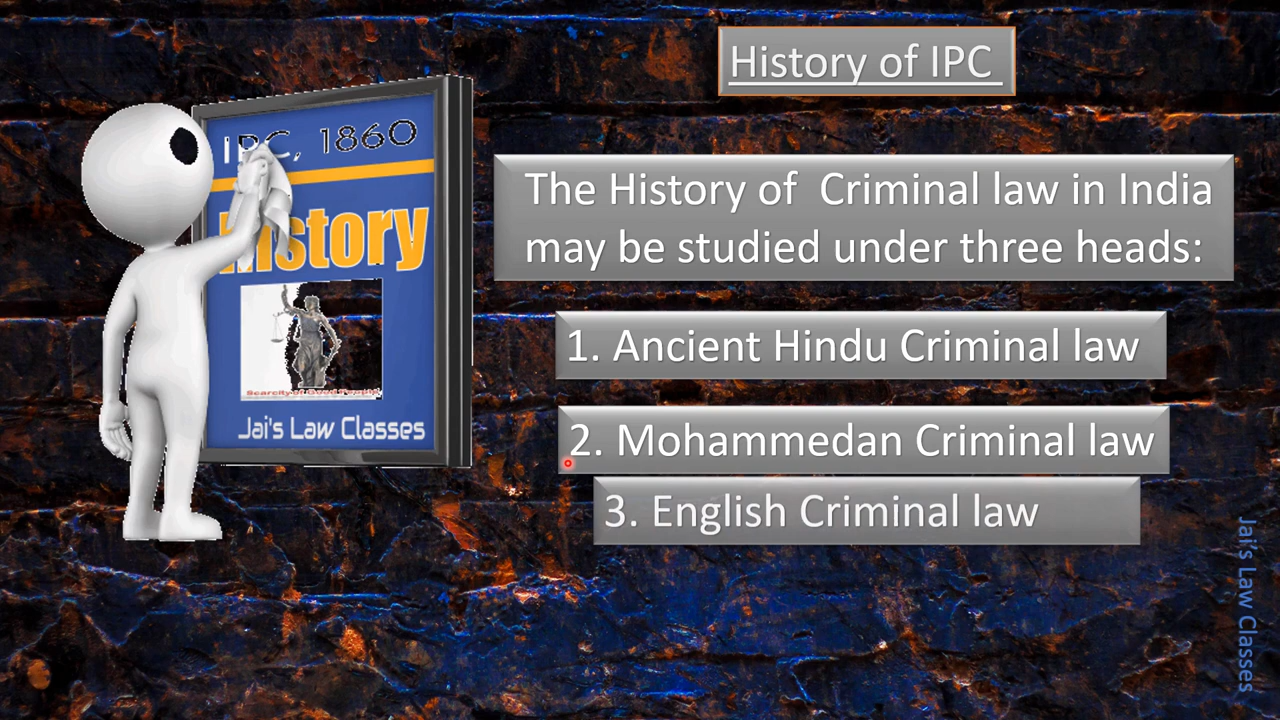 History of IPC
IPC, 1860
History
Jai's Law Classes
The History of Criminal law in India
may be studied under three heads:
1. Ancient Hindu Criminal law
2. Mohammedan Criminal law
3. English Criminal law
Jai's Law Classes